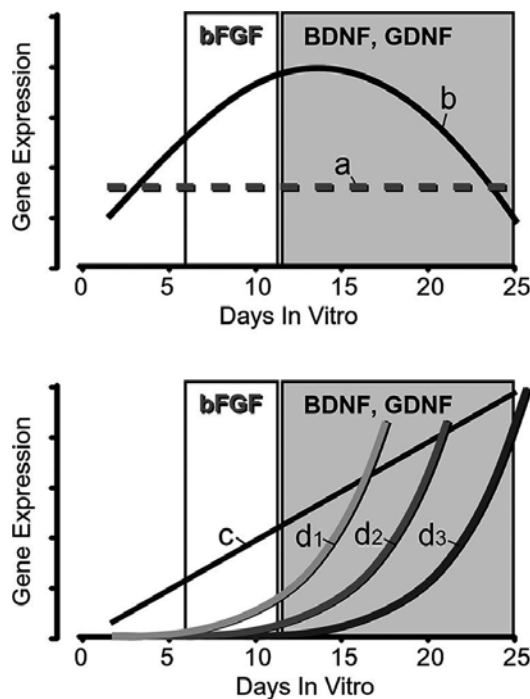 bFGF BDNF, GDNF
Gene Expression
b
a
0 5 10 15 20 25
Days In Vitro
bFGF BDNF, GDNF
Gene Expression
c d1 d2 d3
0 5 10 15 20 25
Days In Vitro